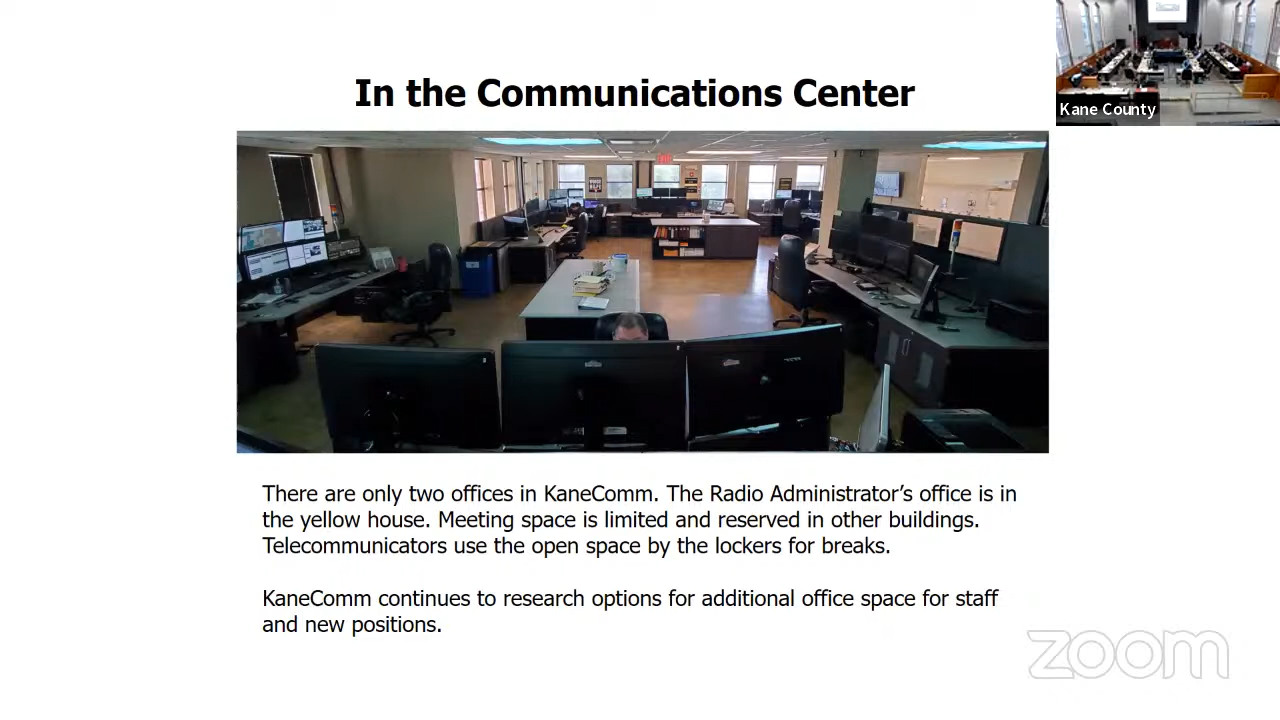 In the Communications Center
Kane County
EXIT
There are only two offices in KaneComm. The Radio Administrator’s office is in
the yellow house. Meeting space is limited and reserved in other buildings.
Telecommunicators use the open space by the lockers for breaks.
KaneComm continues to research options for additional office space for staff
and new positions.
zoom